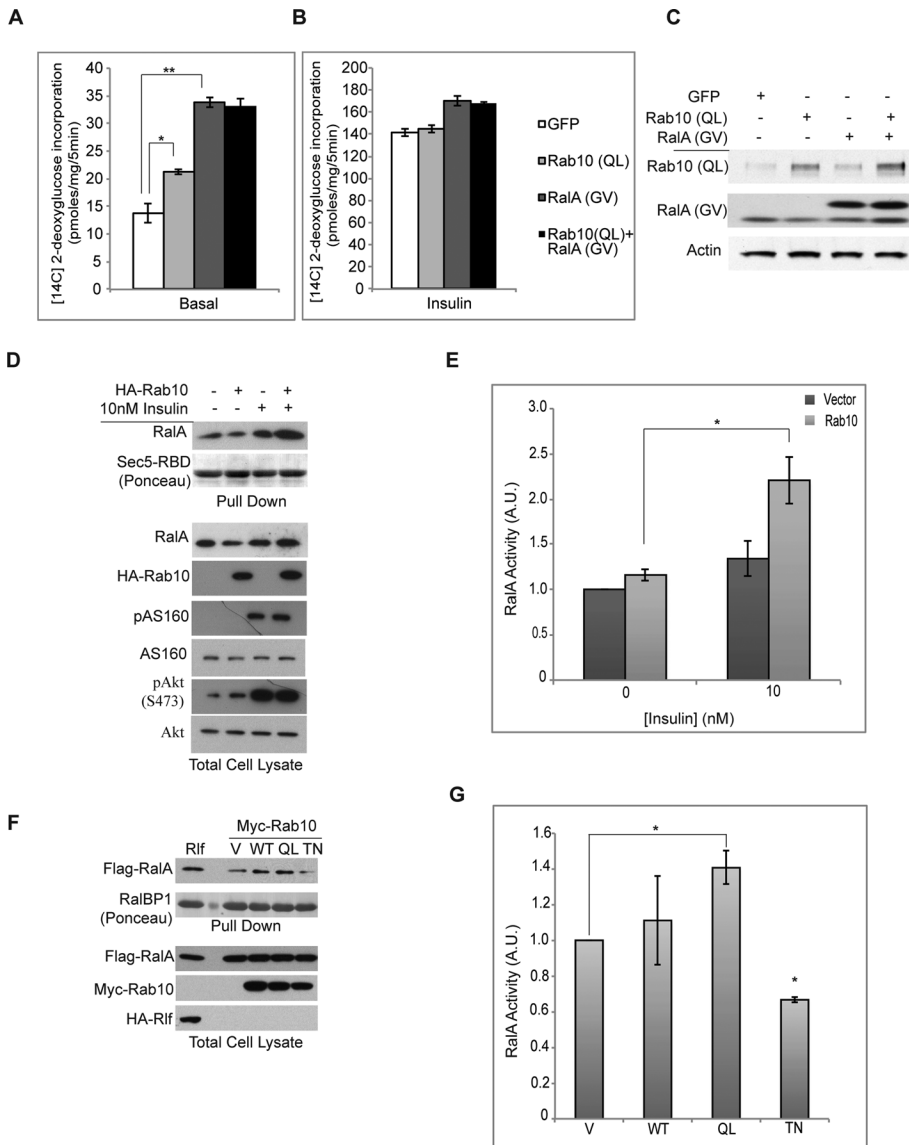 A
[14C] 2-deoxyglucose incorporation
(pmoles/mg/5min)
40
35
30
25
20
15
10
5
0
**
*
Basal
B
[14C] 2-deoxyglucose incorporation
(pmoles/mg/5min)
200
180
160
140
120
100
80
60
40
20
0
Insulin
GFP
Rab10 (QL)
RalA (GV)
Rab10(QL)+
RalA (GV)
C
GFP + - - -
Rab10 (QL) - + - +
RalA (GV) - - + +
Rab10 (QL)
RalA (GV)
Actin
D
HA-Rab10 - + - +
10nM Insulin - - + +
RalA
Sec5-RBD
(Ponceau)
Pull Down
RalA
HA-Rab10
pAS160
AS160
pAkt
(S473)
Akt
Total Cell Lysate
E
RalA Activity (A.U.)
3.0
2.5
2.0
1.5
1.0
0.5
0
*
Vector
Rab10
0 10
[Insulin] (nM)
F
Myc-Rab10
Rlf V WT QL TN
Flag-RalA
RalBP1
(Ponceau)
Pull Down
Flag-RalA
Myc-Rab10
HA-Rlf
Total Cell Lysate
G
RalA Activity (A.U.)
1.6
1.4
1.2
1.0
0.8
0.6
0.4
0.2
0
*
*
V WT QL TN